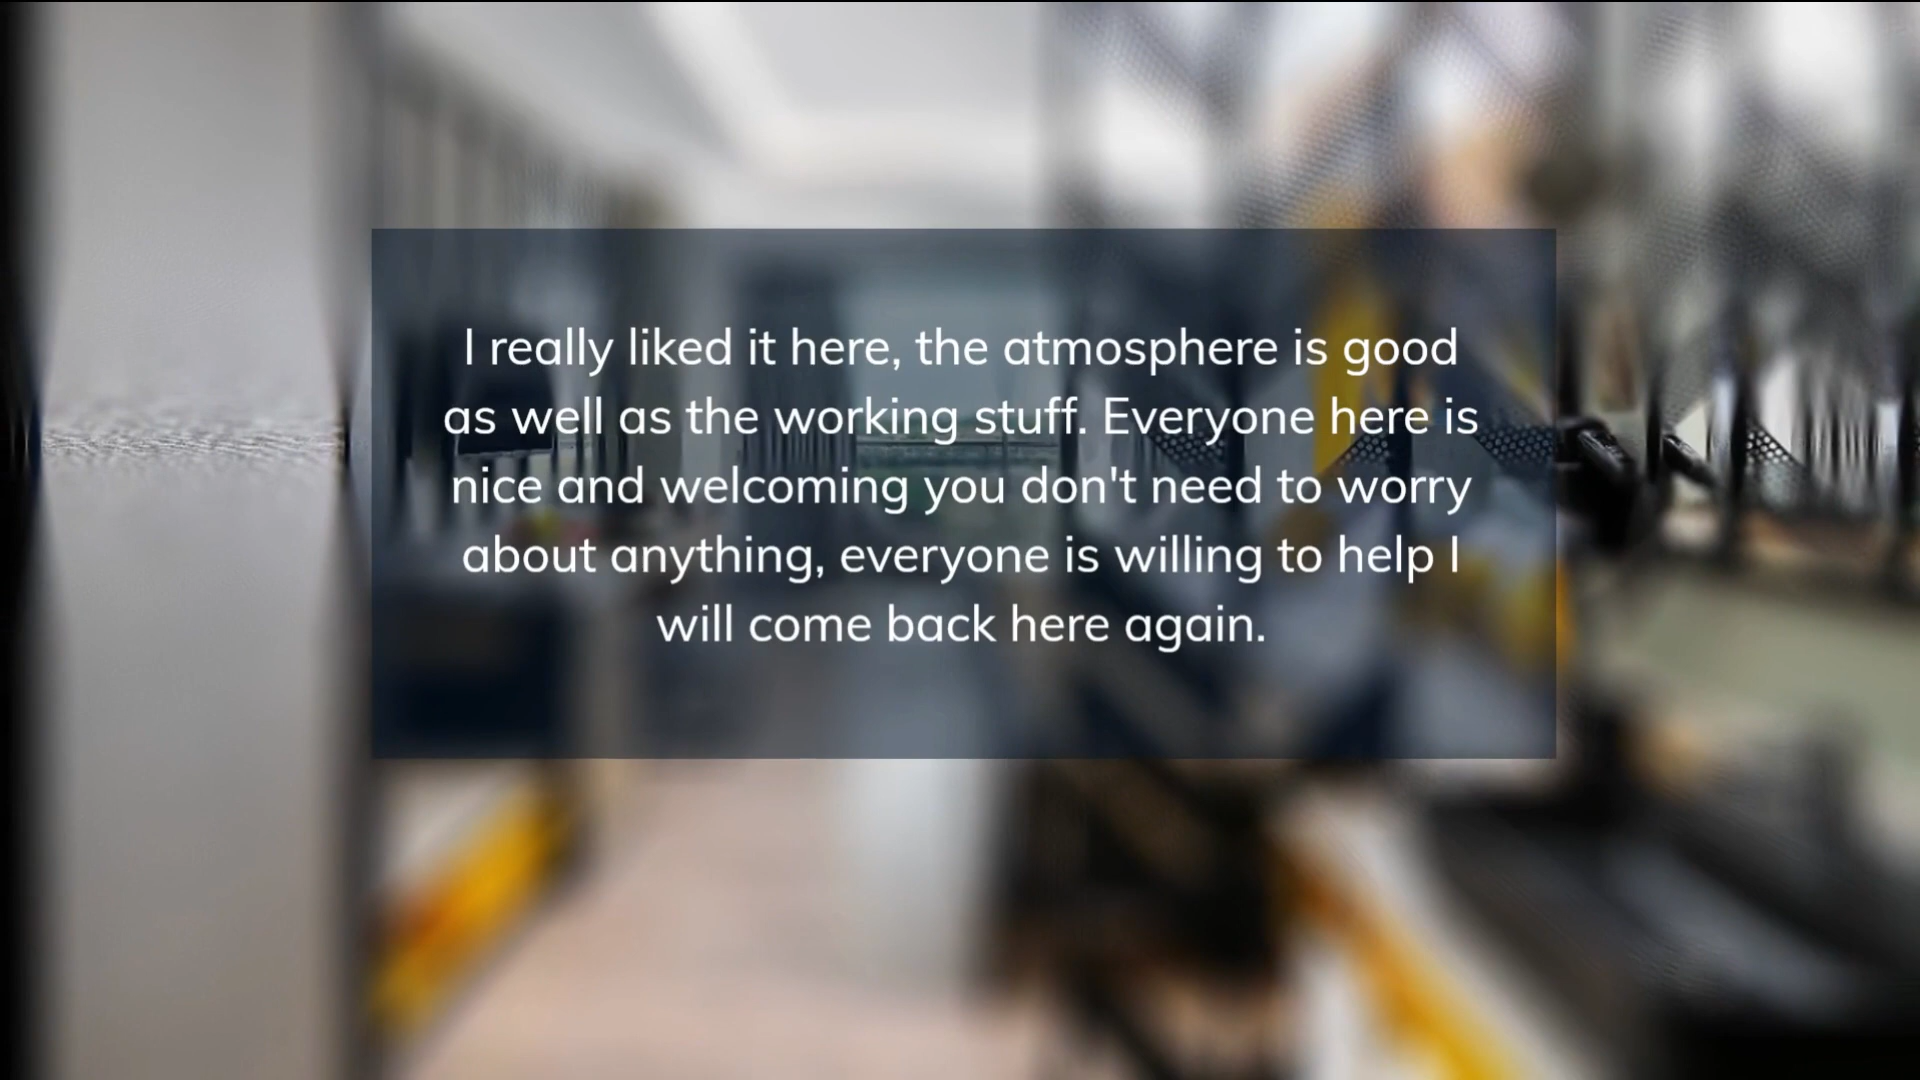 I really liked it here, the atmosphere is good
as well as the working stuff. Everyone here is
nice and welcoming you don't need to worry
about anything, everyone is willing to help I
will come back here again.